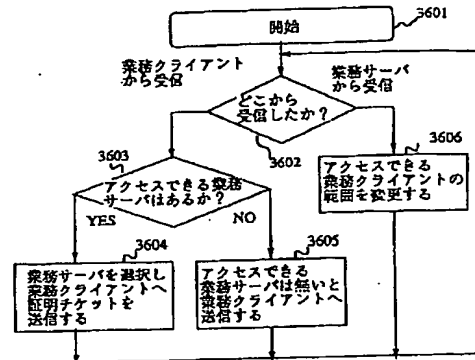 開始
3601
業務クライアント
から受信
業務サーバ
から受信
どこから
受信したか？
3602
3603
アクセスできる業務
サーバはあるか？
YES
NO
3606
アクセスできる
業務クライアントの
範囲を変更する
3604
業務サーバを選択し
業務クライアントへ
証明チケットを
送信する
3605
アクセスできる
業務サーバは無いと
業務クライアントへ
送信する